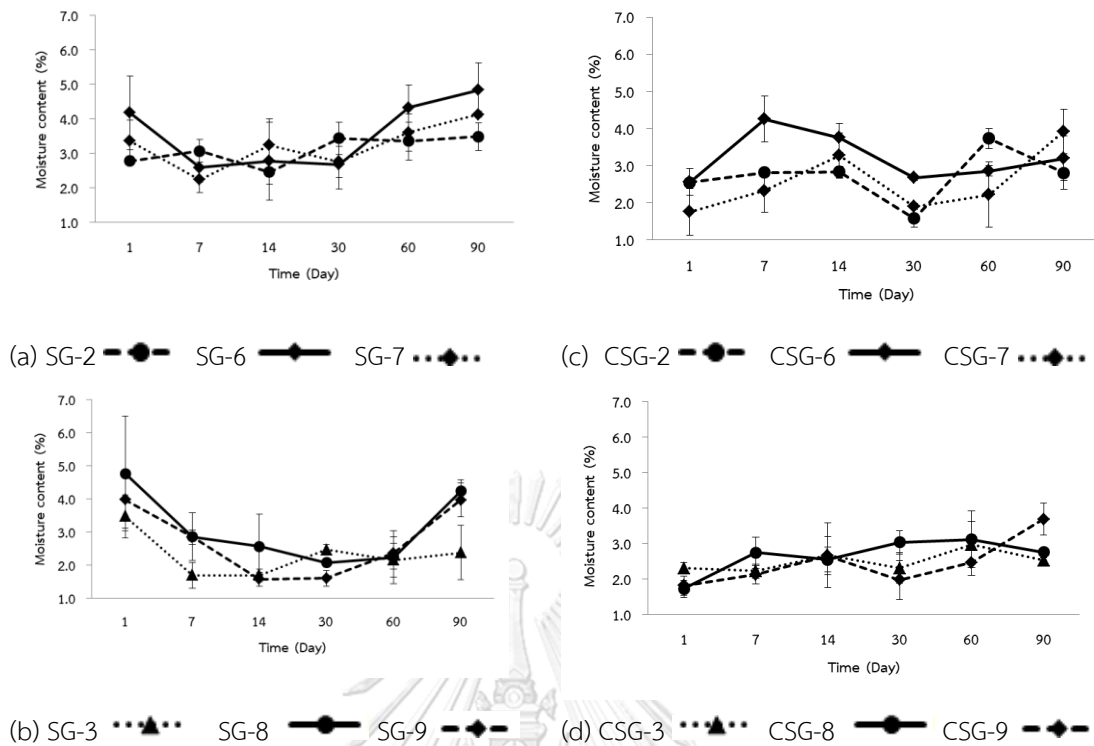 7.0
6.0
5.0
4.0
3.0
2.0
1.0
Moisture content (%)
1 7 14 30 60 90
Time (Day)
(a) SG-2 SG-6 SG-7
7.0
6.0
5.0
4.0
3.0
2.0
1.0
Moisture content (%)
1 7 14 30 60 90
Time (Day)
(c) CSG-2 CSG-6 CSG-7
7.0
6.0
5.0
4.0
3.0
2.0
1.0
Moisture content (%)
1 7 14 30 60 90
Time (Day)
(b) SG-3 SG-8 SG-9
7.0
6.0
5.0
4.0
3.0
2.0
1.0
Moisture content (%)
1 7 14 30 60 90
Time (Day)
(d) CSG-3 CSG-8 CSG-9